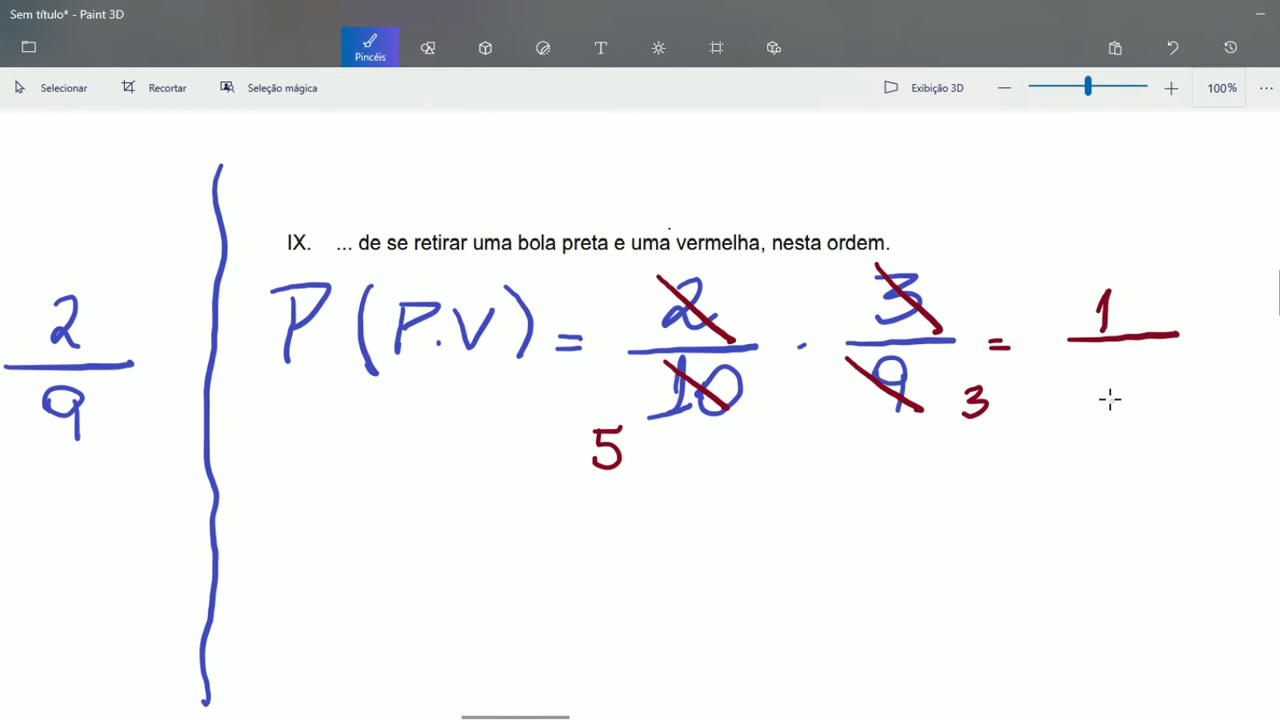 Sem título* - Paint 3D
Pincéis
Selecionar
Recortar
Seleção mágica
Exibição 3D
100%
IX. ... de se retirar uma bola preta e uma vermelha, nesta ordem.
2
9
P (P.V) = 2/10 . 3/9 = 1
5
3